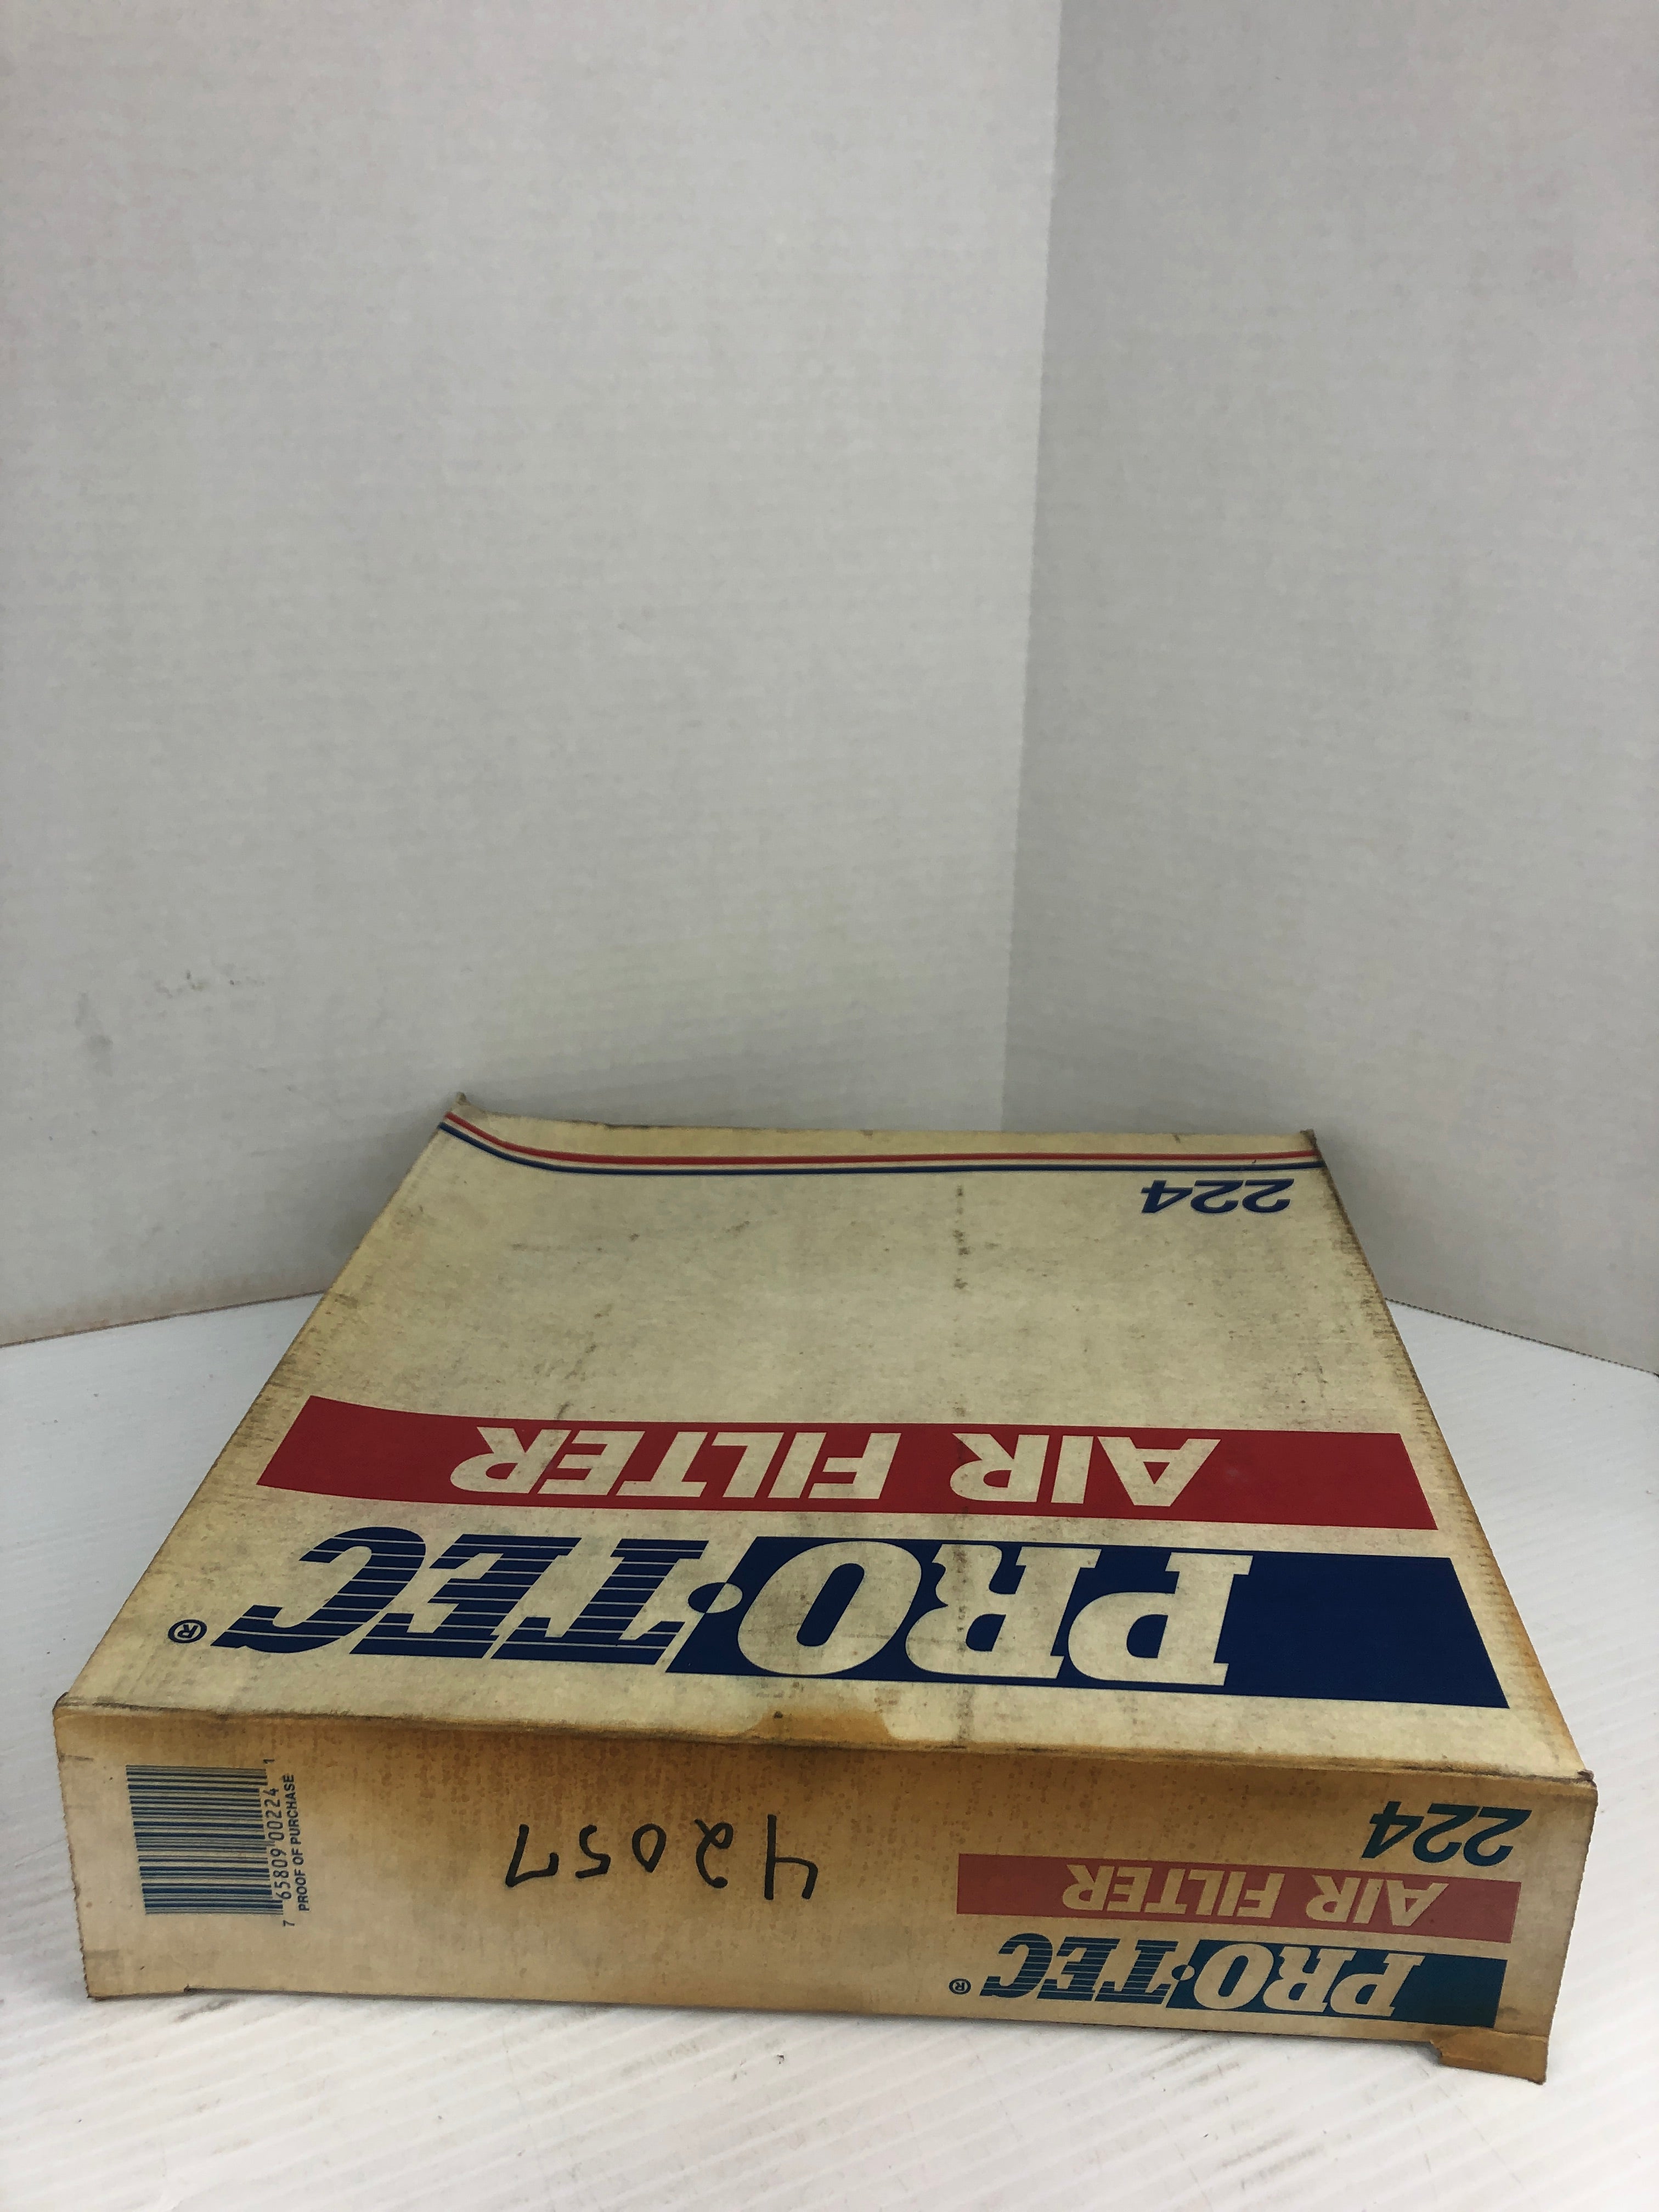 PRO·TEC®
AIR FILTER
224
PRO·TEC®
AIR FILTER
224
42057
7 65809 00224 1
PROOF OF PURCHASE